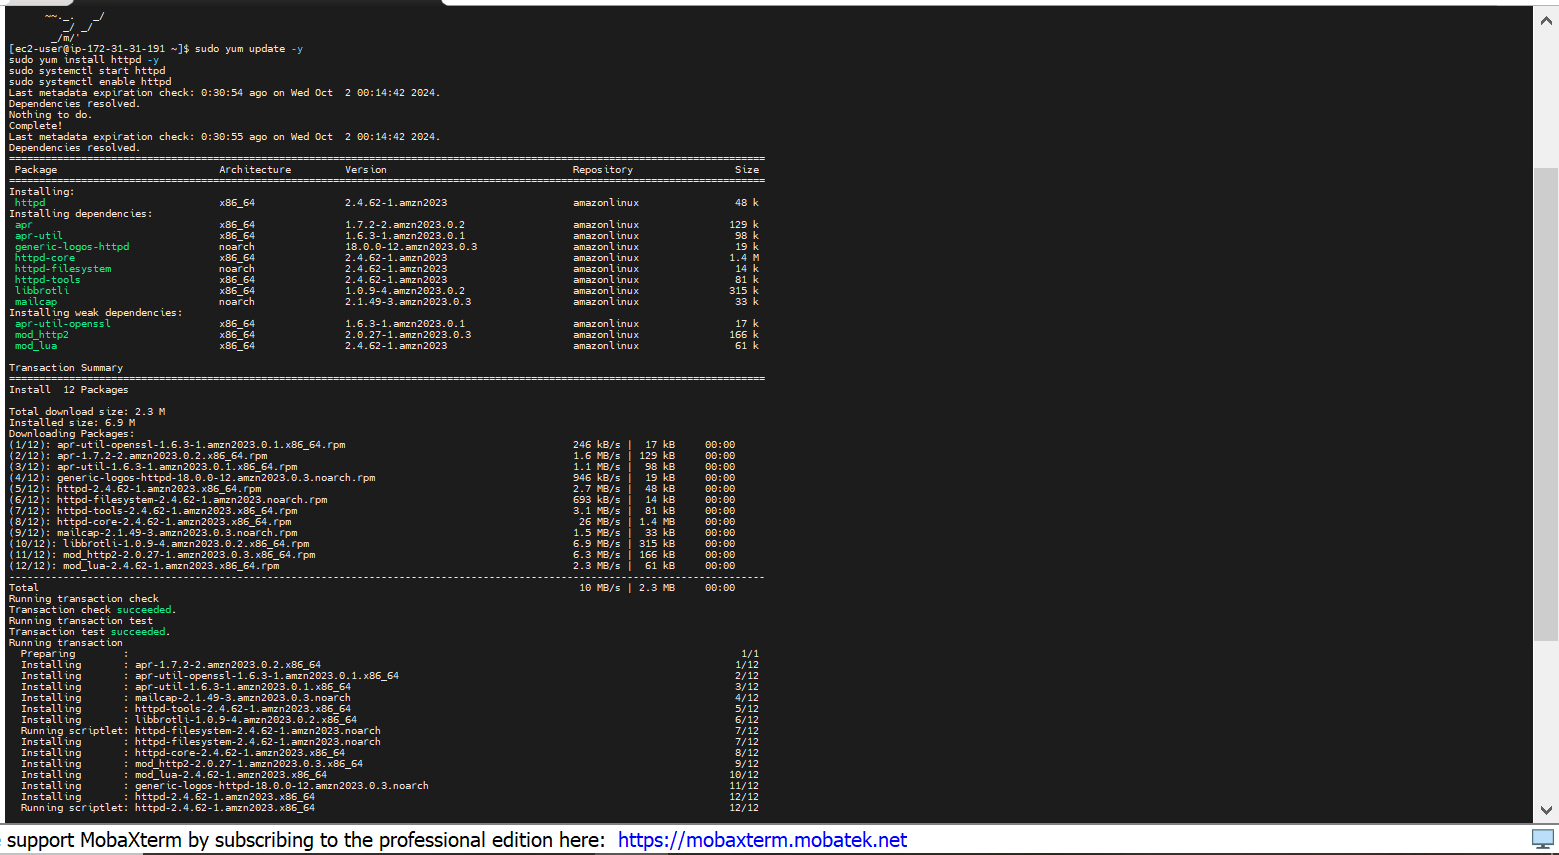 ~~._.   _/
_/ _/
_/m/'
[ec2-user@ip-172-31-31-191 ~]$ sudo yum update -y
sudo yum install httpd -y
sudo systemctl start httpd
sudo systemctl enable httpd
Last metadata expiration check: 0:30:54 ago on Wed Oct  2 00:14:42 2024.
Dependencies resolved.
Nothing to do.
Complete!
Last metadata expiration check: 0:30:55 ago on Wed Oct  2 00:14:42 2024.
Dependencies resolved.
Package Architecture Version Repository Size
Installing:
httpd x86_64 2.4.62-1.amzn2023 amazonlinux 48 k
Installing dependencies:
apr x86_64 1.7.2-2.amzn2023.0.2 amazonlinux 129 k
apr-util x86_64 1.6.3-1.amzn2023.0.1 amazonlinux 98 k
generic-logos-httpd noarch 18.0.0-12.amzn2023.0.3 amazonlinux 19 k
httpd-core x86_64 2.4.62-1.amzn2023 amazonlinux 1.4 M
httpd-filesystem noarch 2.4.62-1.amzn2023 amazonlinux 14 k
httpd-tools x86_64 2.4.62-1.amzn2023 amazonlinux 81 k
libbrotli x86_64 1.0.9-4.amzn2023.0.2 amazonlinux 315 k
mailcap noarch 2.1.49-3.amzn2023.0.3 amazonlinux 33 k
Installing weak dependencies:
apr-util-openssl x86_64 1.6.3-1.amzn2023.0.1 amazonlinux 17 k
mod_http2 x86_64 2.0.27-1.amzn2023.0.3 amazonlinux 166 k
mod_lua x86_64 2.4.62-1.amzn2023 amazonlinux 61 k
Transaction Summary
Install  12 Packages
Total download size: 2.3 M
Installed size: 6.9 M
Downloading Packages:
(1/12): apr-util-openssl-1.6.3-1.amzn2023.0.1.x86_64.rpm 246 kB/s |  17 kB 00:00
(2/12): apr-1.7.2-2.amzn2023.0.2.x86_64.rpm 1.6 MB/s | 129 kB 00:00
(3/12): apr-util-1.6.3-1.amzn2023.0.1.x86_64.rpm 1.1 MB/s |  98 kB 00:00
(4/12): generic-logos-httpd-18.0.0-12.amzn2023.0.3.noarch.rpm 946 kB/s |  19 kB 00:00
(5/12): httpd-2.4.62-1.amzn2023.x86_64.rpm 2.7 MB/s |  48 kB 00:00
(6/12): httpd-filesystem-2.4.62-1.amzn2023.noarch.rpm 693 kB/s |  14 kB 00:00
(7/12): httpd-tools-2.4.62-1.amzn2023.x86_64.rpm 3.1 MB/s |  81 kB 00:00
(8/12): httpd-core-2.4.62-1.amzn2023.x86_64.rpm 26 MB/s | 1.4 MB 00:00
(9/12): mailcap-2.1.49-3.amzn2023.0.3.noarch.rpm 1.5 MB/s |  33 kB 00:00
(10/12): libbrotli-1.0.9-4.amzn2023.0.2.x86_64.rpm 6.9 MB/s | 315 kB 00:00
(11/12): mod_http2-2.0.27-1.amzn2023.0.3.x86_64.rpm 6.3 MB/s | 166 kB 00:00
(12/12): mod_lua-2.4.62-1.amzn2023.x86_64.rpm 2.3 MB/s |  61 kB 00:00
Total 10 MB/s | 2.3 MB 00:00
Running transaction check
Transaction check succeeded.
Running transaction test
Transaction test succeeded.
Running transaction
Preparing : 1/1
Installing : apr-1.7.2-2.amzn2023.0.2.x86_64 1/12
Installing : apr-util-openssl-1.6.3-1.amzn2023.0.1.x86_64 2/12
Installing : apr-util-1.6.3-1.amzn2023.0.1.x86_64 3/12
Installing : mailcap-2.1.49-3.amzn2023.0.3.noarch 4/12
Installing : httpd-tools-2.4.62-1.amzn2023.x86_64 5/12
Installing : libbrotli-1.0.9-4.amzn2023.0.2.x86_64 6/12
Running scriptlet: httpd-filesystem-2.4.62-1.amzn2023.noarch 7/12
Installing : httpd-filesystem-2.4.62-1.amzn2023.noarch 7/12
Installing : httpd-core-2.4.62-1.amzn2023.x86_64 8/12
Installing : mod_http2-2.0.27-1.amzn2023.0.3.x86_64 9/12
Installing : mod_lua-2.4.62-1.amzn2023.x86_64 10/12
Installing : generic-logos-httpd-18.0.0-12.amzn2023.0.3.noarch 11/12
Installing : httpd-2.4.62-1.amzn2023.x86_64 12/12
Running scriptlet: httpd-2.4.62-1.amzn2023.x86_64 12/12
support MobaXterm by subscribing to the professional edition here: https://mobaxterm.mobatek.net